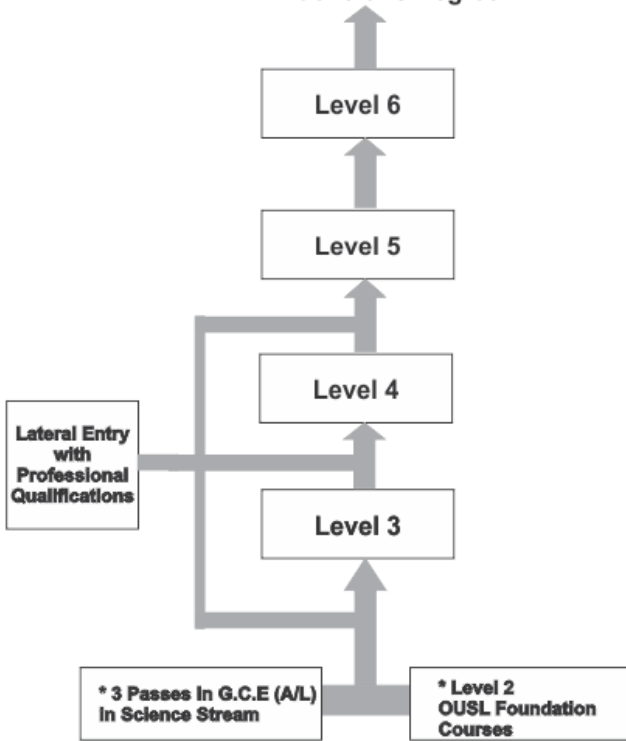 Level 6
Level 5
Level 4
Lateral Entry
with
Professional
Qualifications
Level 3
* 3 Passes in G.C.E (A/L)
in Science Stream
* Level 2
OUSL Foundation
Courses